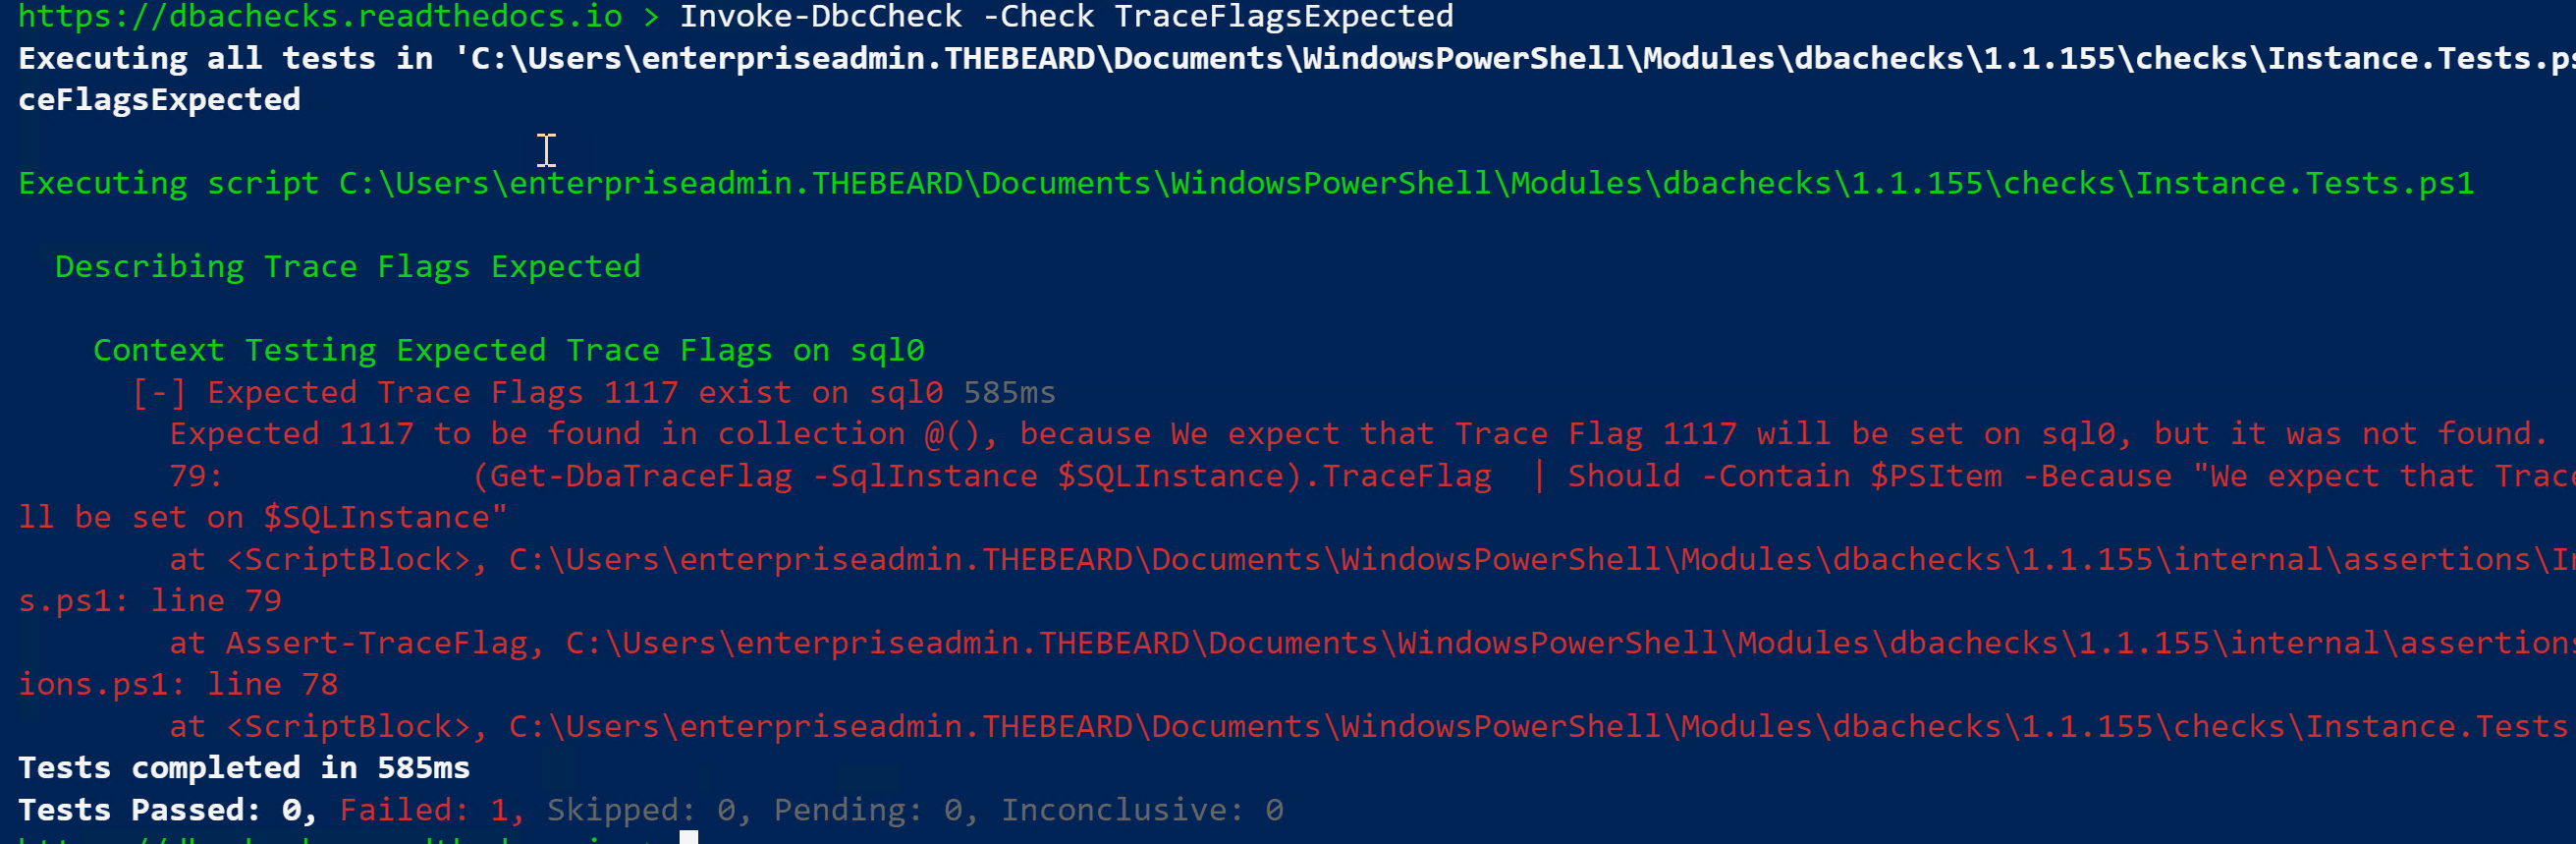 https://dbachecks.readthedocs.io > Invoke-DbcCheck -Check TraceFlagsExpected
Executing all tests in 'C:\Users\enterpriseadmin.THEBEARD\Documents\WindowsPowerShell\Modules\dbachecks\1.1.155\checks\Instance.Tests.ps
ceFlagsExpected
Executing script C:\Users\enterpriseadmin.THEBEARD\Documents\WindowsPowerShell\Modules\dbachecks\1.1.155\checks\Instance.Tests.ps1
Describing Trace Flags Expected
Context Testing Expected Trace Flags on sql0
[-] Expected Trace Flags 1117 exist on sql0 585ms
Expected 1117 to be found in collection @(), because We expect that Trace Flag 1117 will be set on sql0, but it was not found.
79:             (Get-DbaTraceFlag -SqlInstance $SQLInstance).TraceFlag  | Should -Contain $PSItem -Because "We expect that Trace
ll be set on $SQLInstance"
at <ScriptBlock>, C:\Users\enterpriseadmin.THEBEARD\Documents\WindowsPowerShell\Modules\dbachecks\1.1.155\internal\assertions\In
s.ps1: line 79
at Assert-TraceFlag, C:\Users\enterpriseadmin.THEBEARD\Documents\WindowsPowerShell\Modules\dbachecks\1.1.155\internal\assertions
ions.ps1: line 78
at <ScriptBlock>, C:\Users\enterpriseadmin.THEBEARD\Documents\WindowsPowerShell\Modules\dbachecks\1.1.155\checks\Instance.Tests
Tests completed in 585ms
Tests Passed: 0, Failed: 1, Skipped: 0, Pending: 0, Inconclusive: 0